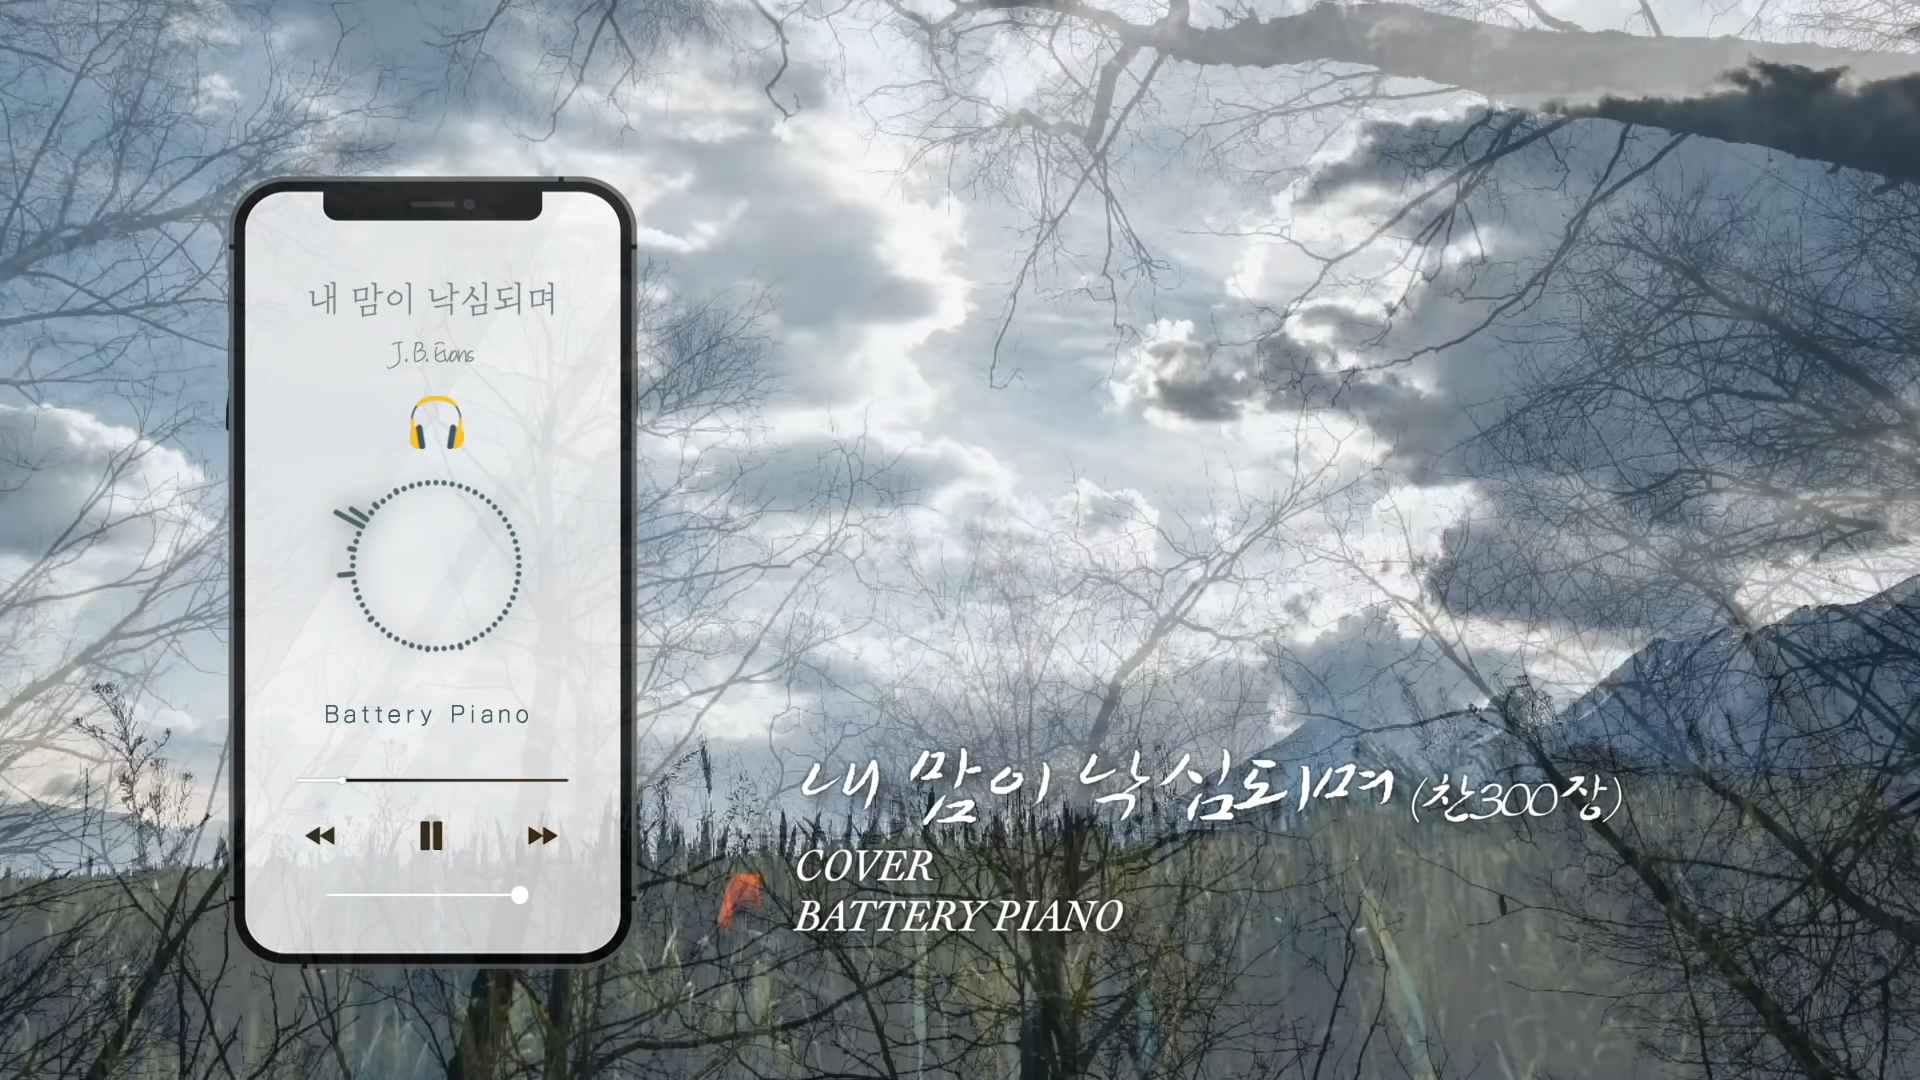 내 맘이 낙심되며
J.B.Evans
Battery Piano
내 맘이 낙심되며 (찬300장)
COVER
BATTERY PIANO